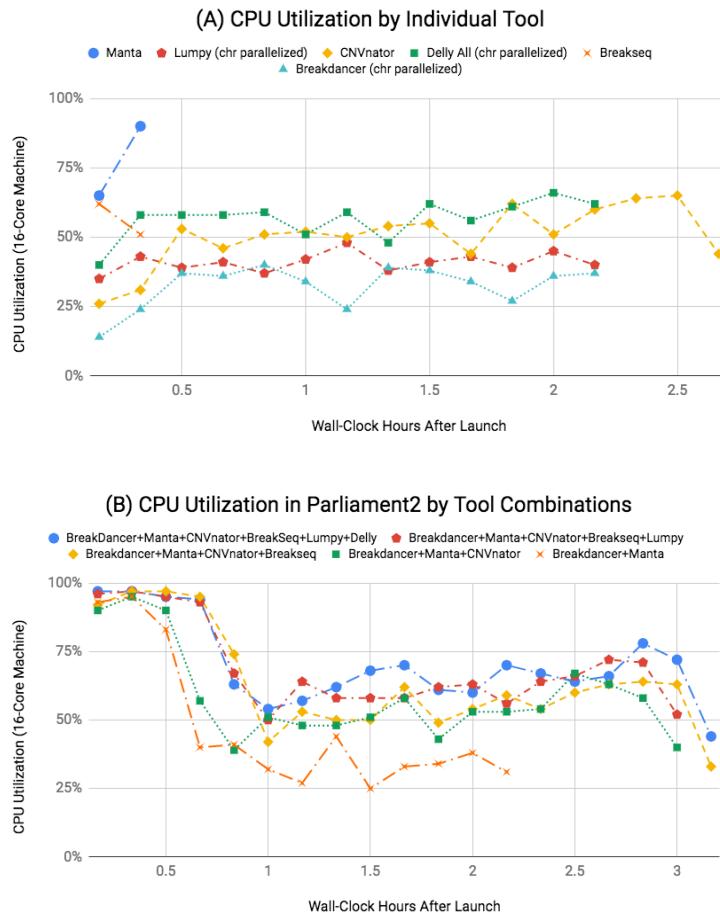 (A) CPU Utilization by Individual Tool
Manta Lumpy (chr parallelized) CNVnator Delly All (chr parallelized) Breakseq
Breakdancer (chr parallelized)
CPU Utilization (16-Core Machine)
100%
75%
50%
25%
0%
0.5 1 1.5 2 2.5
Wall-Clock Hours After Launch
(B) CPU Utilization in Parliament2 by Tool Combinations
BreakDancer+Manta+CNVnator+BreakSeq+Lumpy+Delly Breakdancer+Manta+CNVnator+Breakseq+Lumpy
Breakdancer+Manta+CNVnator+Breakseq Breakdancer+Manta+CNVnator Breakdancer+Manta
CPU Utilization (16-Core Machine)
100%
75%
50%
25%
0%
0.5 1 1.5 2 2.5 3
Wall-Clock Hours After Launch